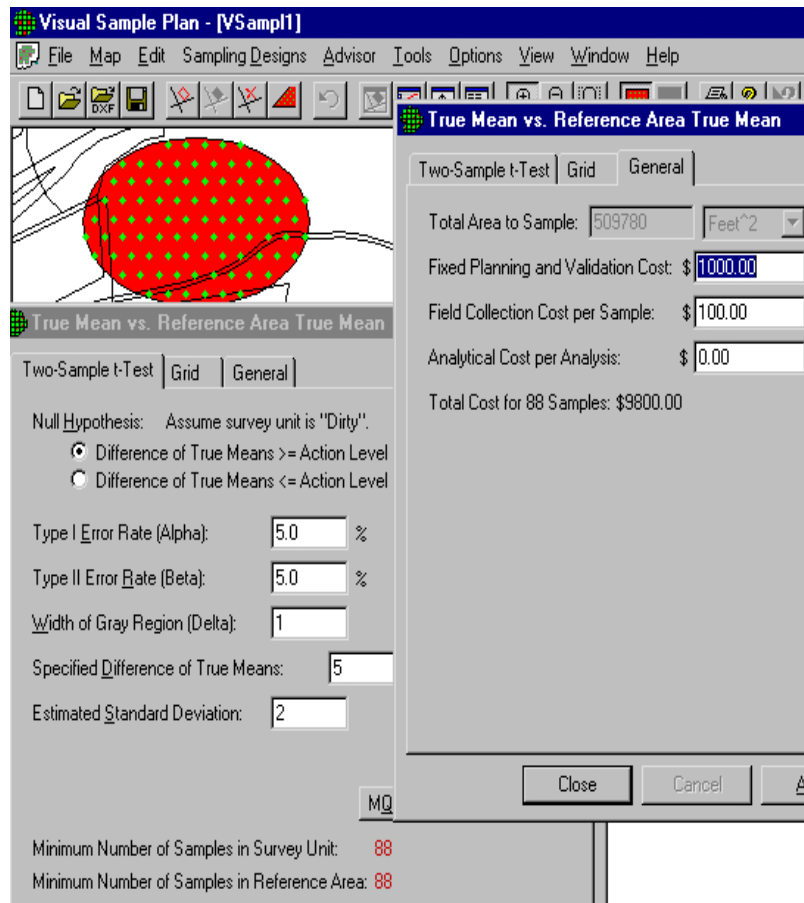 Visual Sample Plan - [VSampl1]
File Map Edit Sampling Designs Advisor Tools Options View Window Help
DXF
True Mean vs. Reference Area True Mean
Two-Sample t-Test Grid General
Total Area to Sample: 509780 Feet^2
Fixed Planning and Validation Cost: $ 1000.00
Field Collection Cost per Sample: $ 100.00
Analytical Cost per Analysis: $ 0.00
Total Cost for 88 Samples: $9800.00
Close Cancel
True Mean vs. Reference Area True Mean
Two-Sample t-Test Grid General
Null Hypothesis: Assume survey unit is "Dirty".
Difference of True Means >= Action Level
Difference of True Means <= Action Level
Type I Error Rate (Alpha): 5.0 %
Type II Error Rate (Beta): 5.0 %
Width of Gray Region (Delta): 1
Specified Difference of True Means: 5
Estimated Standard Deviation: 2
MQ
Minimum Number of Samples in Survey Unit: 88
Minimum Number of Samples in Reference Area: 88